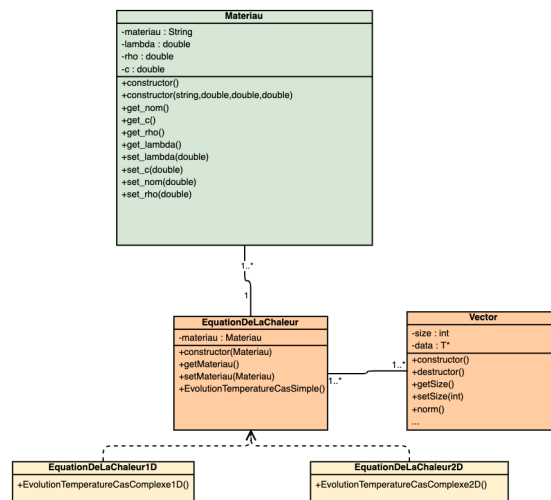 Materiau
-materiau : String
-lambda : double
-rho : double
-c : double
+constructor()
+constructor(string,double,double,double)
+get_nom()
+get_c()
+get_rho()
+get_lambda()
+set_lambda(double)
+set_c(double)
+set_nom(double)
+set_rho(double)
1..*
1
EquationDeLaChaleur
-materiau : Materiau
+constructor(Materiau)
+getMateriau()
+setMateriau(Materiau)
+EvolutionTemperatureCasSimple()
1..*
1..*
Vector
-size : int
-data : T*
+constructor()
+destructor()
+getSize()
+setSize(int)
+norm()
...
EquationDeLaChaleur1D
+EvolutionTemperatureCasComplexe1D()
EquationDeLaChaleur2D
+EvolutionTemperatureCasComplexe2D()